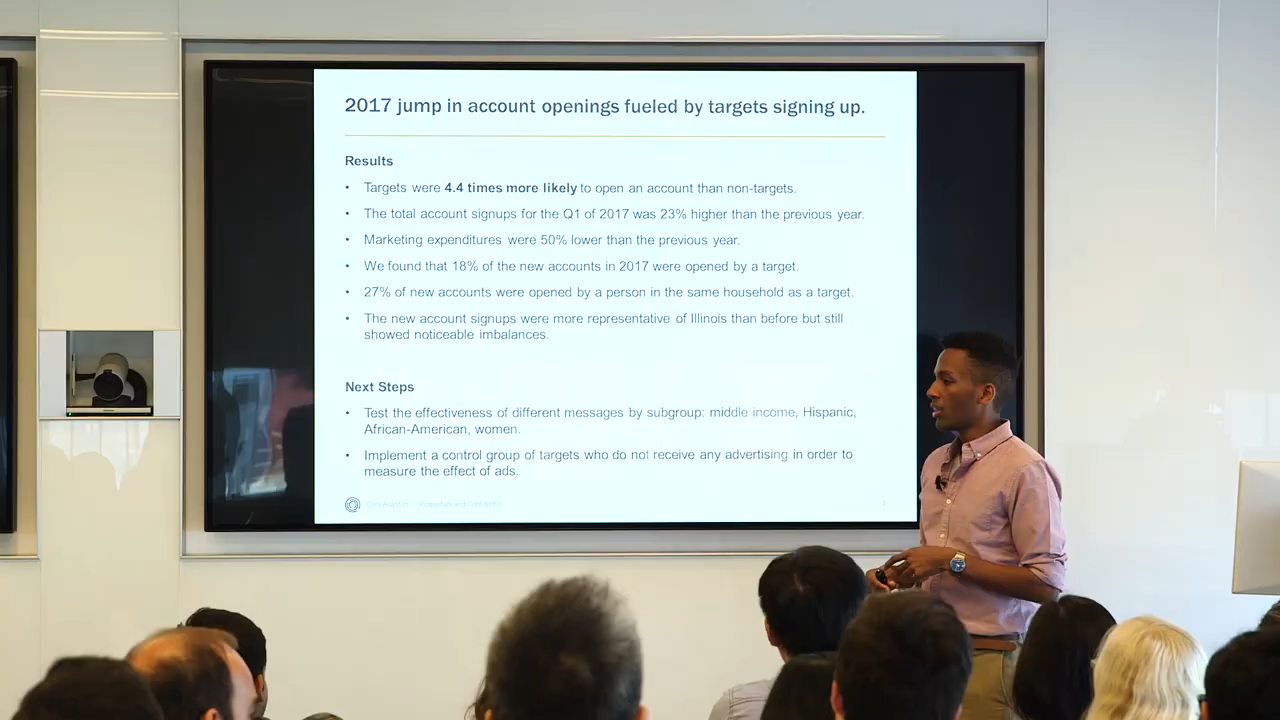 2017 jump in account openings fueled by targets signing up.
Results
• Targets were 4.4 times more likely to open an account than non-targets.
• The total account signups for the Q1 of 2017 was 23% higher than the previous year.
• Marketing expenditures were 50% lower than the previous year.
• We found that 18% of the new accounts in 2017 were opened by a target.
• 27% of new accounts were opened by a person in the same household as a target.
• The new account signups were more representative of Illinois than before but still
showed noticeable imbalances.
Next Steps
• Test the effectiveness of different messages by subgroup: middle income, Hispanic,
African-American, women.
• Implement a control group of targets who do not receive any advertising in order to
measure the effect of ads.
Civis Analytics | Proprietary and Confidential